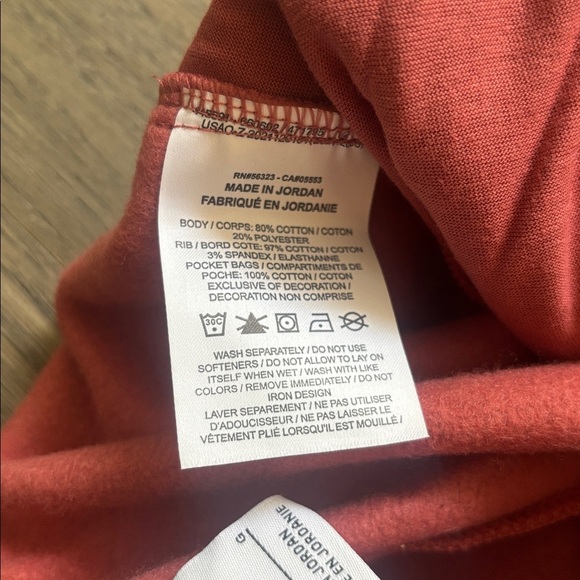 RN#56323 - CA#05553
MADE IN JORDAN
FABRIQUÉ EN JORDANIE
BODY / CORPS: 80% COTTON / COTON
20% POLYESTER
RIB / BORD COTE: 97% COTTON / COTON
3% SPANDEX / ELASTHANNE
POCKET BAGS / COMPARTIMENTS DE
POCHE: 100% COTTON / COTON
EXCLUSIVE OF DECORATION /
DECORATION NON COMPRISE
30C
WASH SEPARATELY / DO NOT USE
SOFTENERS / DO NOT ALLOW TO LAY ON
ITSELF WHEN WET / WASH WITH LIKE
COLORS / REMOVE IMMEDIATELY / DO NOT
IRON DESIGN
LAVER SEPAREMENT / NE PAS UTILISER
D'ADOUCISSEUR / NE PAS LAISSER LE
VÊTEMENT PLIÉ LORSQU'IL EST MOUILLÉ /
G
JORDAN
EN JORDANIE